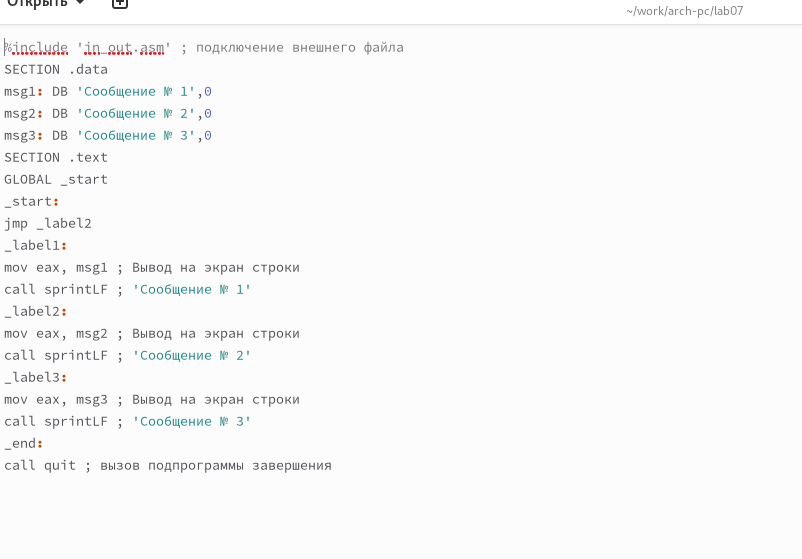 Открыть
~/work/arch-pc/lab07
%include 'in_out.asm' ; подключение внешнего файла
SECTION .data
msg1: DB 'Сообщение № 1',0
msg2: DB 'Сообщение № 2',0
msg3: DB 'Сообщение № 3',0
SECTION .text
GLOBAL _start
_start:
jmp _label2
_label1:
mov eax, msg1 ; Вывод на экран строки
call sprintLF ; 'Сообщение № 1'
_label2:
mov eax, msg2 ; Вывод на экран строки
call sprintLF ; 'Сообщение № 2'
_label3:
mov eax, msg3 ; Вывод на экран строки
call sprintLF ; 'Сообщение № 3'
_end:
call quit ; вызов подпрограммы завершения